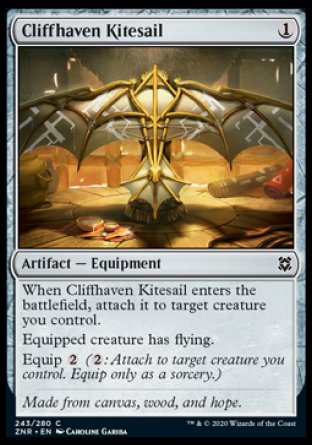 Cliffhaven Kitesail 1
Artifact — Equipment
When Cliffhaven Kitesail enters the
battlefield, attach it to target creature
you control.
Equipped creature has flying.
Equip 2 (2: Attach to target creature you
control. Equip only as a sorcery.)
Made from canvas, wood, and hope.
243/280 C
ZNR • EN CAROLINE GARIBA
™ & © 2020 Wizards of the Coast